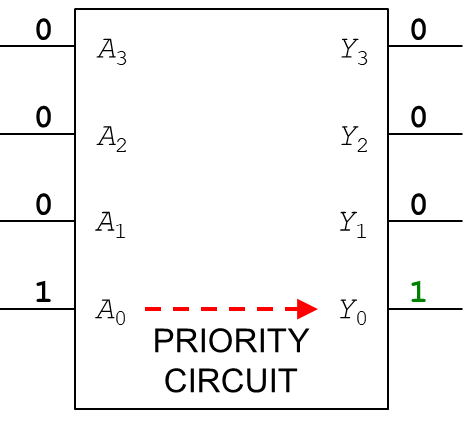 0 A₃ Y₃ 0
0 A₂ Y₂ 0
0 A₁ Y₁ 0
1 A₀ Y₀ 1
PRIORITY
CIRCUIT